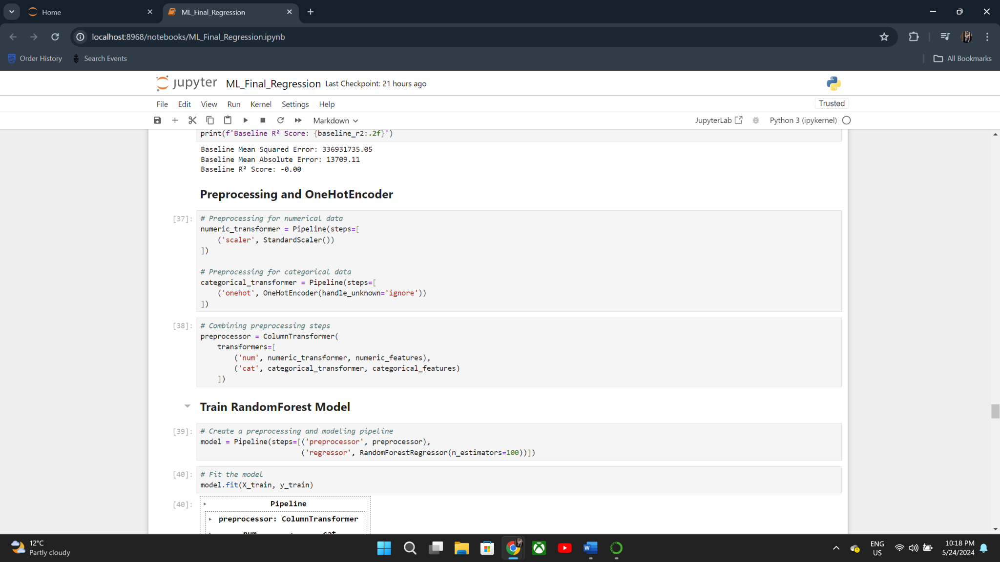 Home
ML_Final_Regression
localhost:8968/notebooks/ML_Final_Regression.ipynb
Order History
Search Events
All Bookmarks
jupyter ML_Final_Regression Last Checkpoint: 21 hours ago
File Edit View Run Kernel Settings Help
Trusted
Markdown
JupyterLab
Python 3 (ipykernel)
print(f'Baseline R² Score: {baseline_r2:.2f}')
Baseline Mean Squared Error: 336931735.05
Baseline Mean Absolute Error: 13709.11
Baseline R² Score: -0.00
Preprocessing and OneHotEncoder
[37]: # Preprocessing for numerical data
numeric_transformer = Pipeline(steps=[
('scaler', StandardScaler())
])
# Preprocessing for categorical data
categorical_transformer = Pipeline(steps=[
('onehot', OneHotEncoder(handle_unknown='ignore'))
])
[38]: # Combining preprocessing steps
preprocessor = ColumnTransformer(
transformers=[
('num', numeric_transformer, numeric_features),
('cat', categorical_transformer, categorical_features)
])
Train RandomForest Model
[39]: # Create a preprocessing and modeling pipeline
model = Pipeline(steps=[('preprocessor', preprocessor),
('regressor', RandomForestRegressor(n_estimators=100))])
[40]: # Fit the model
model.fit(X_train, y_train)
[40]: Pipeline
preprocessor: ColumnTransformer
num cat
12°C
Partly cloudy
ENG
US
10:18 PM
5/24/2024